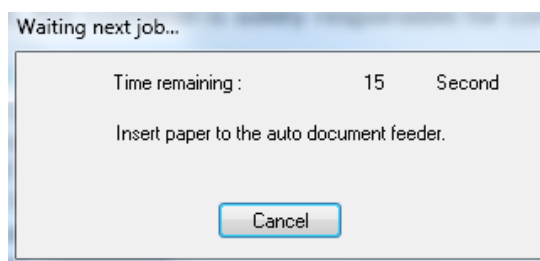 Waiting next job...
Time remaining : 15 Second
Insert paper to the auto document feeder.
Cancel